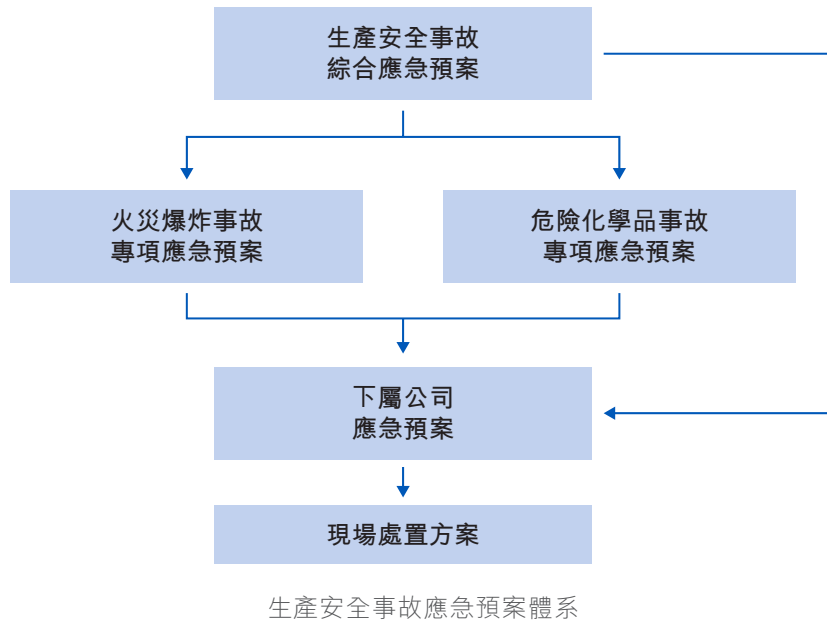 生產安全事故
綜合應急預案
火災爆炸事故
專項應急預案
危險化學品事故
專項應急預案
下屬公司
應急預案
現場處置方案
生產安全事故應急預案體系